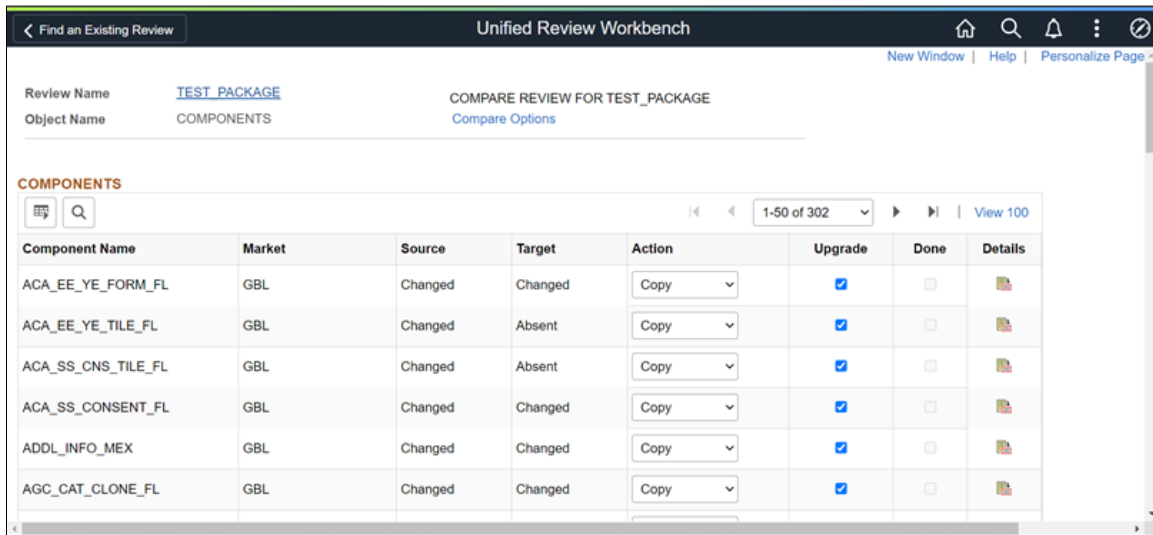 Find an Existing Review
Unified Review Workbench
New Window | Help | Personalize Page
Review Name TEST_PACKAGE COMPARE REVIEW FOR TEST_PACKAGE
Object Name COMPONENTS Compare Options
COMPONENTS
1-50 of 302 | View 100
Component Name Market Source Target Action Upgrade Done Details
ACA_EE_YE_FORM_FL GBL Changed Changed Copy
ACA_EE_YE_TILE_FL GBL Changed Absent Copy
ACA_SS_CNS_TILE_FL GBL Changed Absent Copy
ACA_SS_CONSENT_FL GBL Changed Changed Copy
ADDL_INFO_MEX GBL Changed Changed Copy
AGC_CAT_CLONE_FL GBL Changed Changed Copy